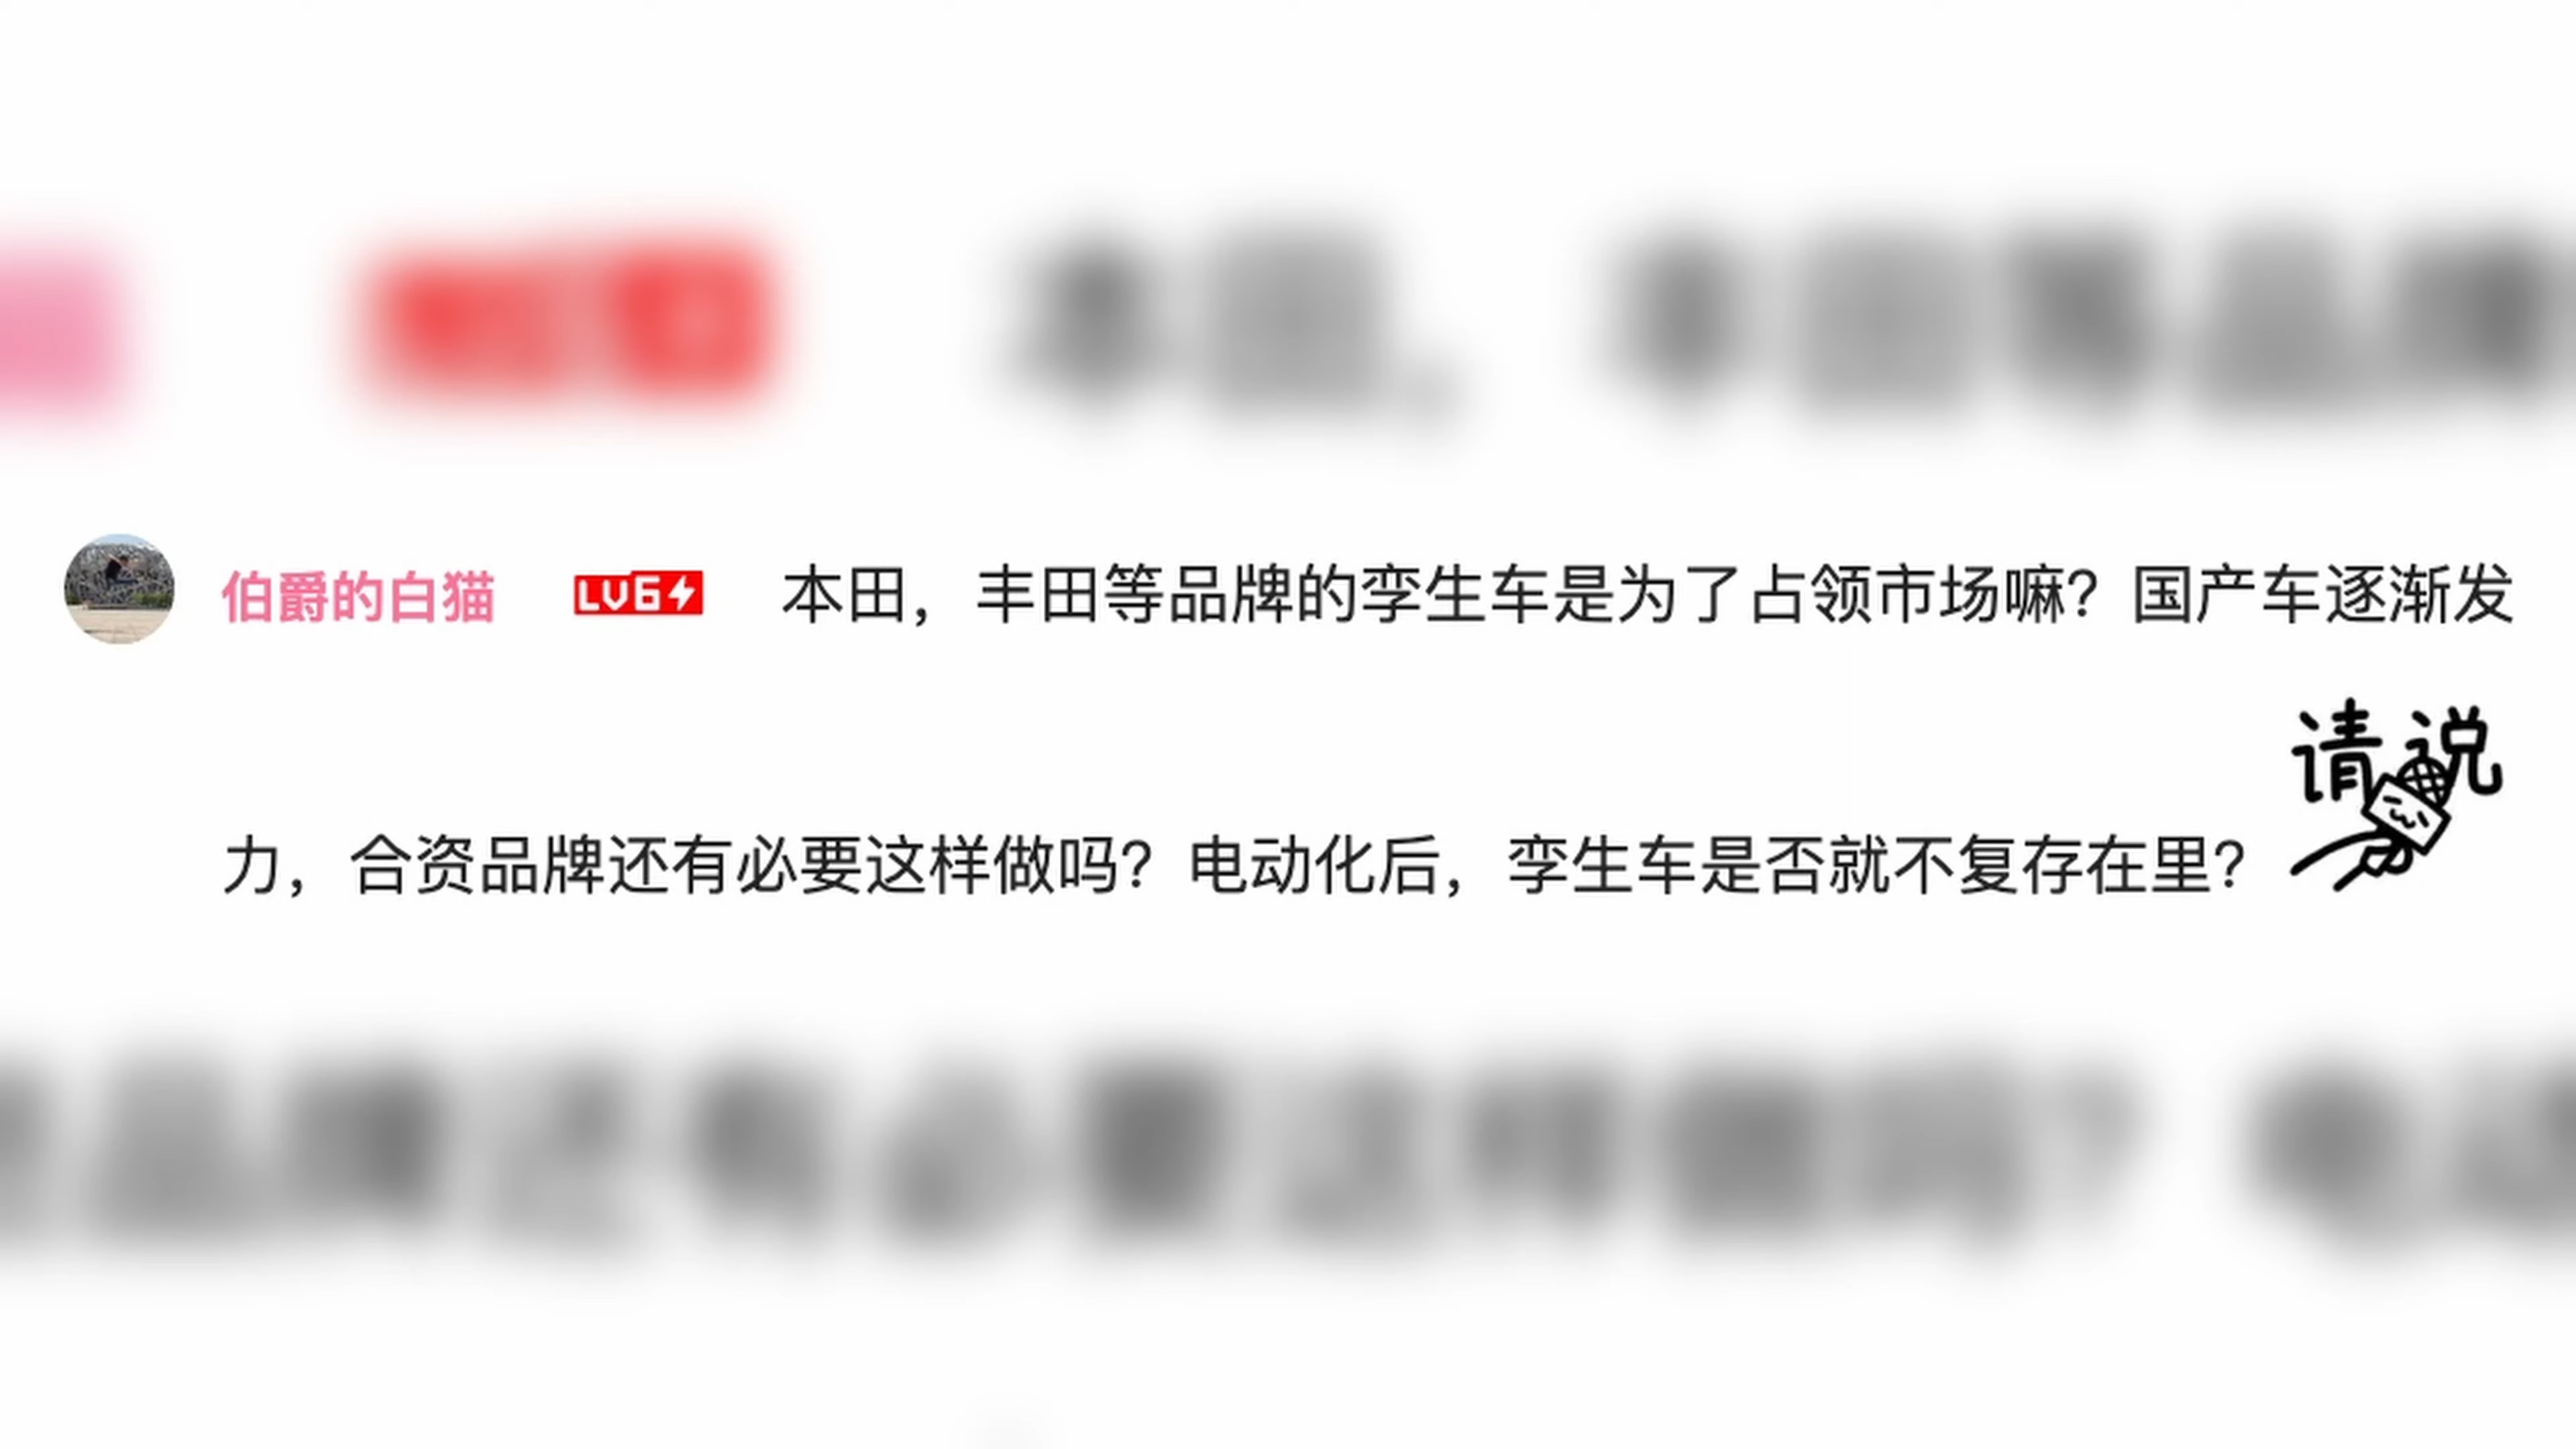 伯爵的白猫 LV6 本田，丰田等品牌的孪生车是为了占领市场嘛？国产车逐渐发
请说
力，合资品牌还有必要这样做吗？电动化后，孪生车是否就不复存在里？